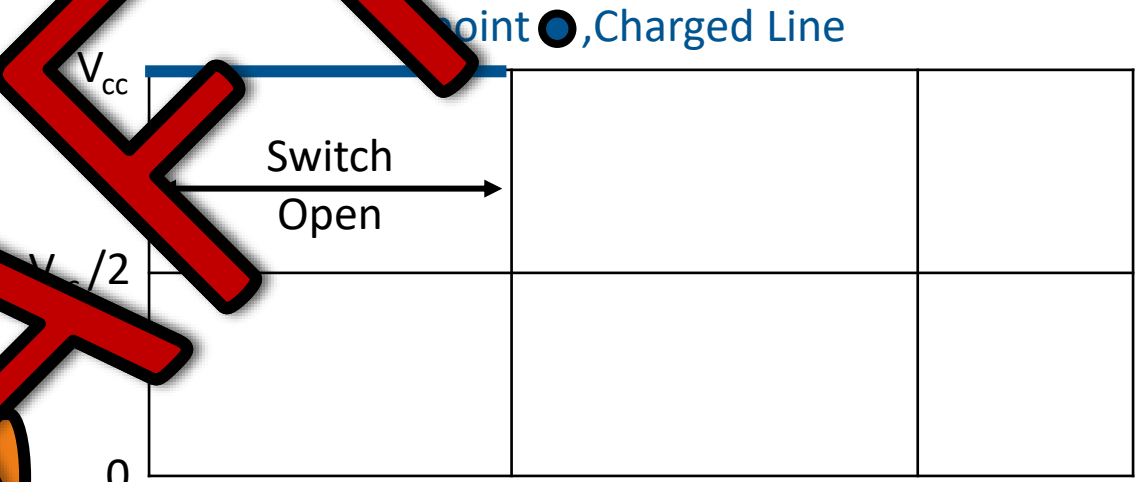 point ,Charged Line
Vcc
Switch
Open
/2
0